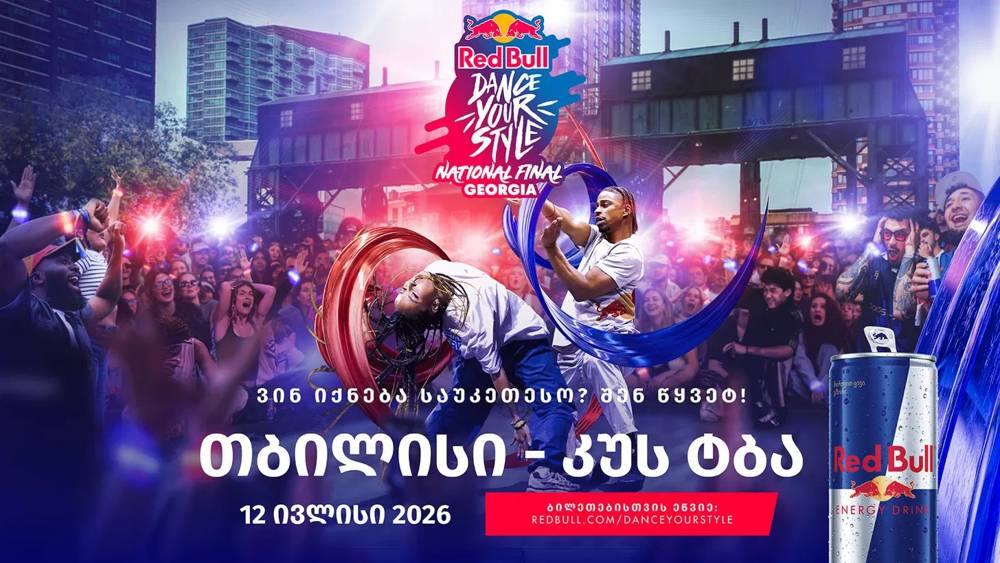 Red Bull
DANCE
YOUR
STYLE
NATIONAL FINAL
GEORGIA
ვინ იქნება საუკეთესო? შენ წყვეტ!
თბილისი - კუს ტბა
12 ივლისი 2026
ბილეთებისთვის ეწვიე:
REDBULL.COM/DANCEYOURSTYLE
Red Bull
ENERGY DRINK